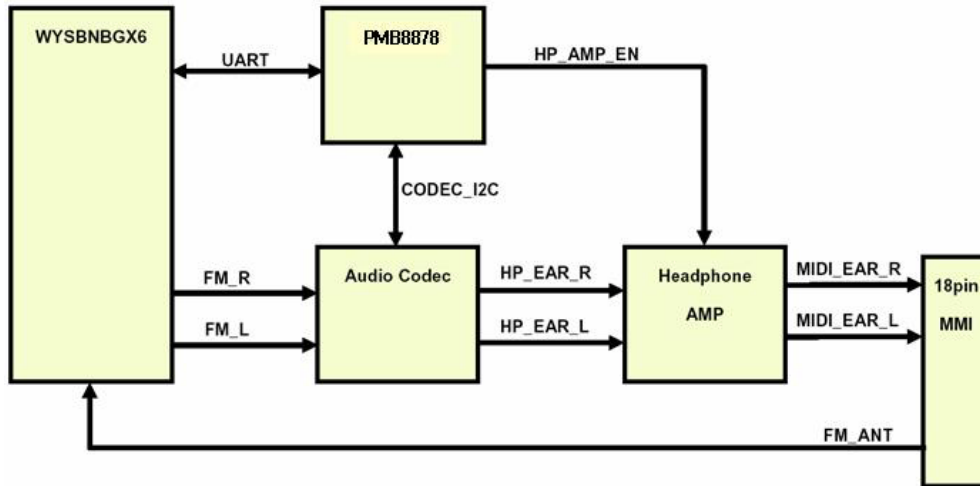 WYSBNBGX6
PMB8878
UART
HP_AMP_EN
CODEC_I2C
FM_R
FM_L
Audio Codec
HP_EAR_R
HP_EAR_L
Headphone
AMP
MIDI_EAR_R
MIDI_EAR_L
18pin
MMI
FM_ANT